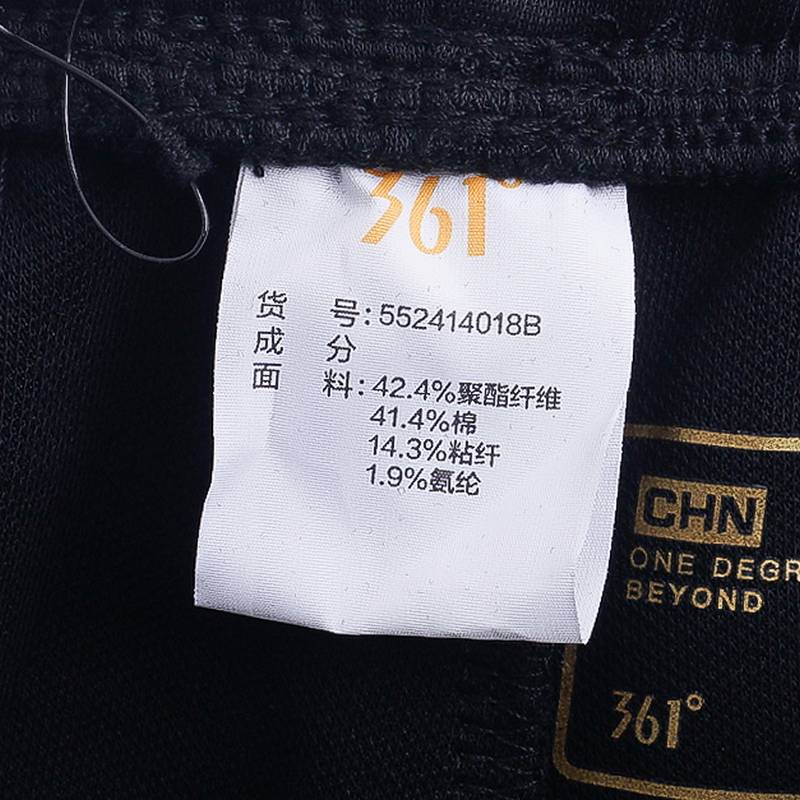 361°
货 号: 552414018B
成 分
面 料: 42.4%聚酯纤维
41.4%棉
14.3%粘纤
1.9%氨纶
CHN
ONE DEGR
BEYOND
361°